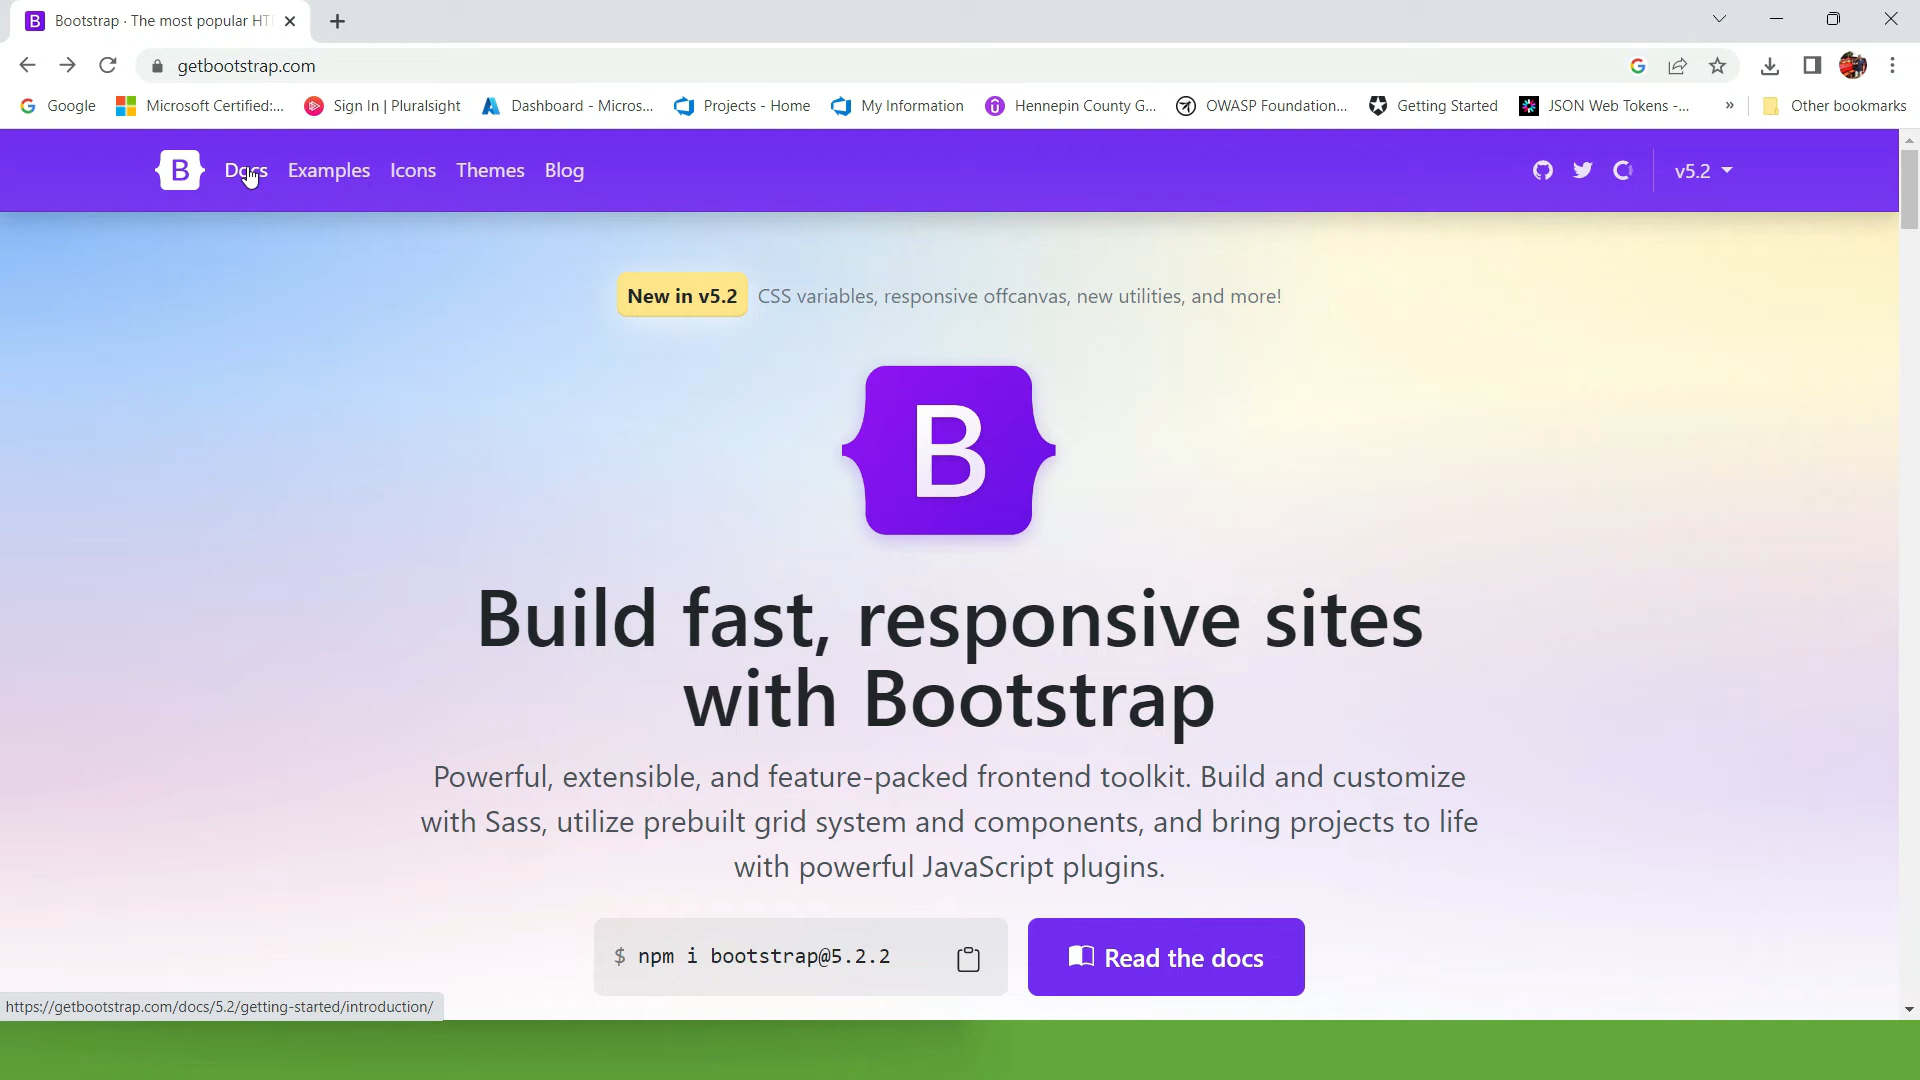 Bootstrap · The most popular HT
getbootstrap.com
Google Microsoft Certified:... Sign In | Pluralsight Dashboard - Micros... Projects - Home My Information Hennepin County G... OWASP Foundation... Getting Started JSON Web Tokens -... » Other bookmarks
B Docs Examples Icons Themes Blog v5.2
New in v5.2 CSS variables, responsive offcanvas, new utilities, and more!
B
Build fast, responsive sites
with Bootstrap
Powerful, extensible, and feature-packed frontend toolkit. Build and customize
with Sass, utilize prebuilt grid system and components, and bring projects to life
with powerful JavaScript plugins.
$ npm i bootstrap@5.2.2 Read the docs
https://getbootstrap.com/docs/5.2/getting-started/introduction/